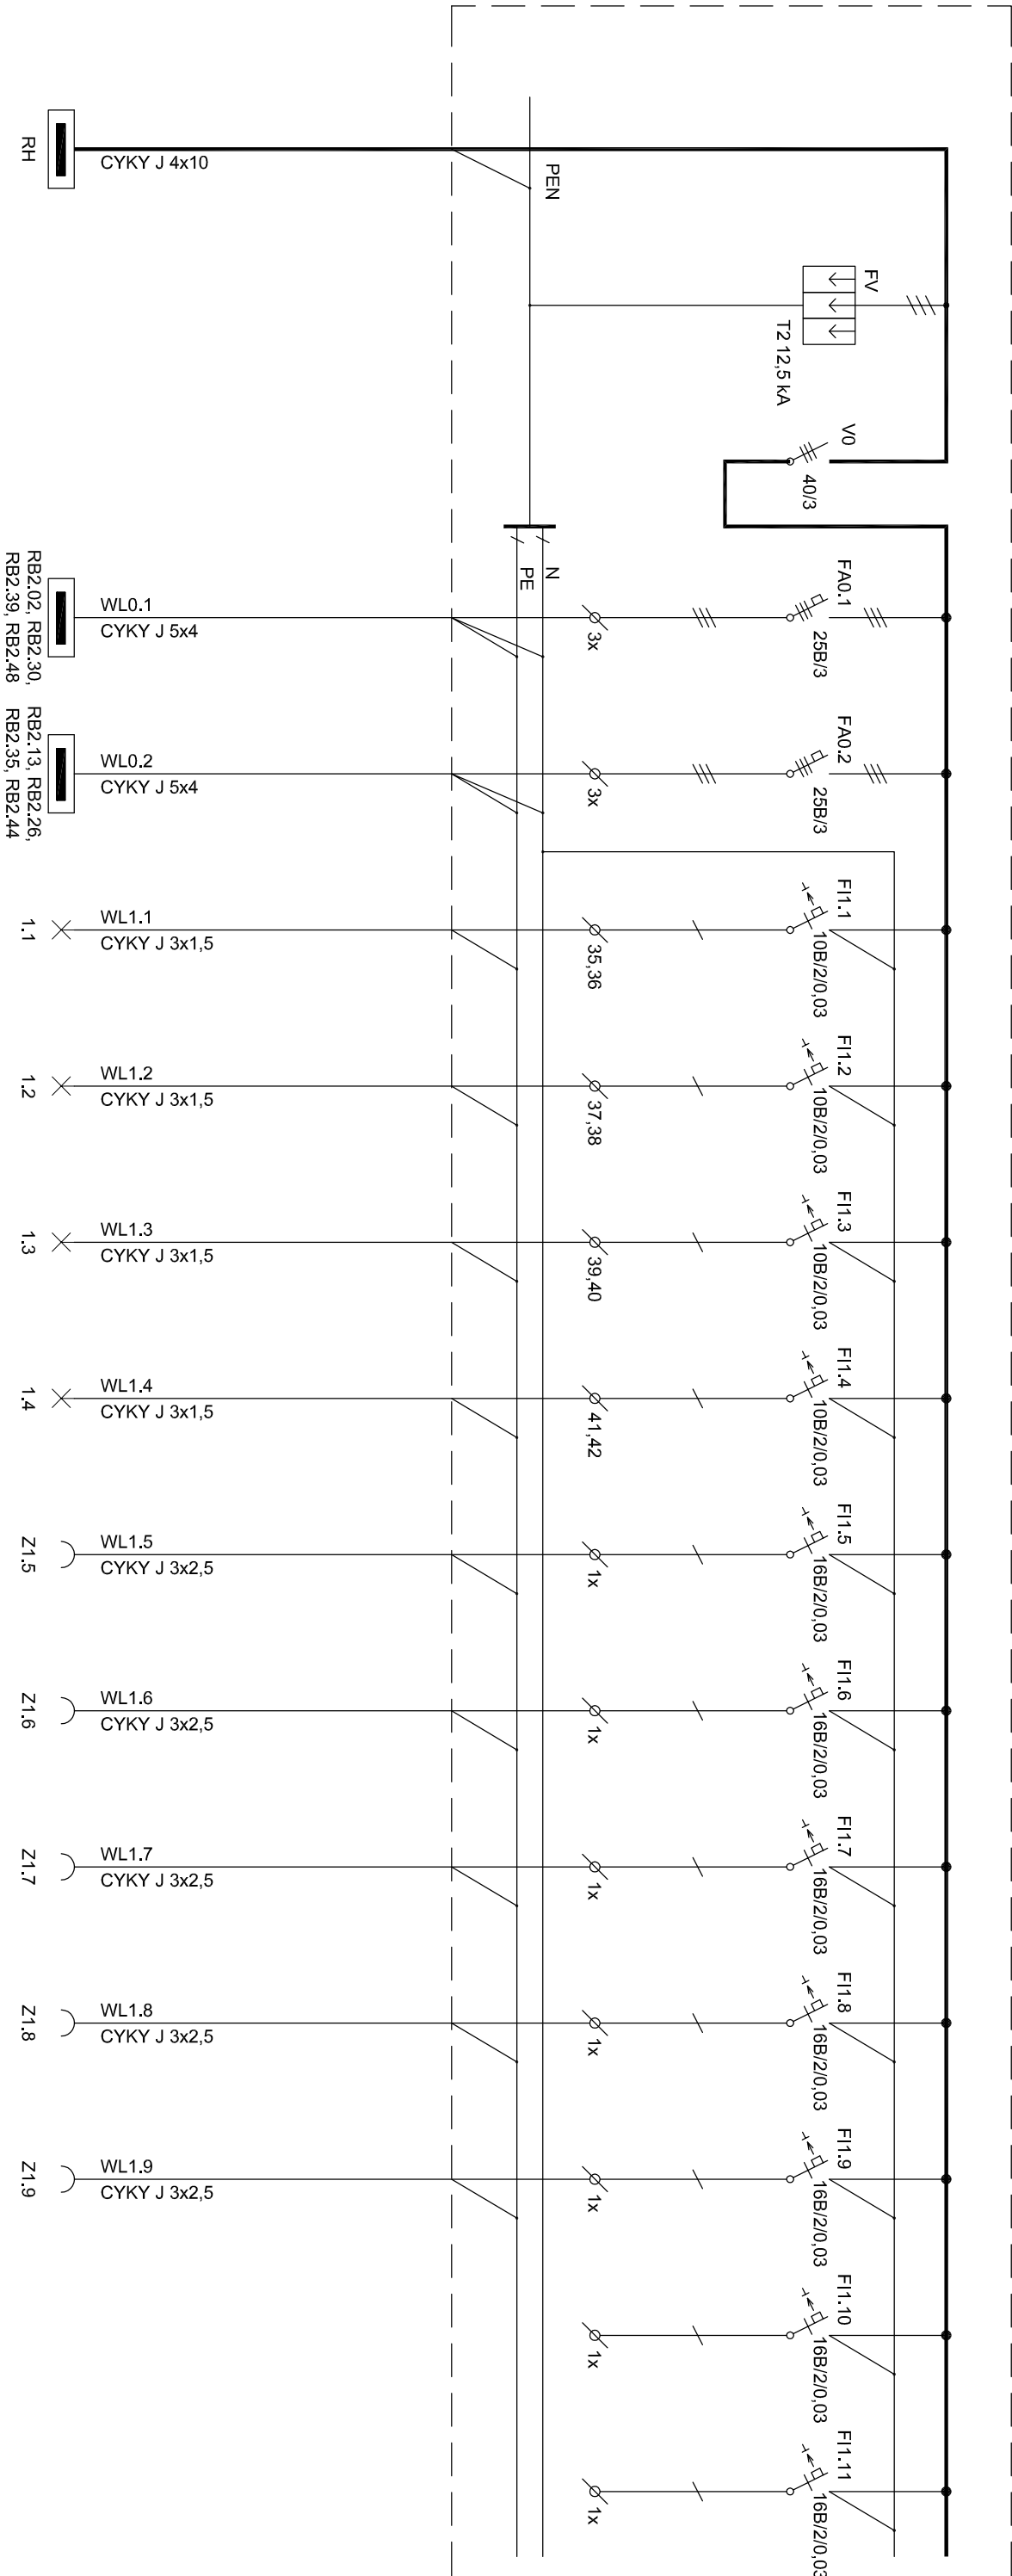 RH
CYKY J 4x10
PEN
FV
T2 12,5 kA
V0
40/3
N
PE
RB2.02, RB2.30,
RB2.39, RB2.48
WL0.1
CYKY J 5x4
3x
FA0.1
25B/3
RB2.13, RB2.26,
RB2.35, RB2.44
WL0.2
CYKY J 5x4
3x
FA0.2
25B/3
1.1
WL1.1
CYKY J 3x1,5
35,36
FI1.1
10B/2/0,03
1.2
WL1.2
CYKY J 3x1,5
37,38
FI1.2
10B/2/0,03
1.3
WL1.3
CYKY J 3x1,5
39,40
FI1.3
10B/2/0,03
1.4
WL1.4
CYKY J 3x1,5
41,42
FI1.4
10B/2/0,03
Z1.5
WL1.5
CYKY J 3x2,5
1x
FI1.5
16B/2/0,03
Z1.6
WL1.6
CYKY J 3x2,5
1x
FI1.6
16B/2/0,03
Z1.7
WL1.7
CYKY J 3x2,5
1x
FI1.7
16B/2/0,03
Z1.8
WL1.8
CYKY J 3x2,5
1x
FI1.8
16B/2/0,03
Z1.9
WL1.9
CYKY J 3x2,5
1x
FI1.9
16B/2/0,03
1x
FI1.10
16B/2/0,03
1x
FI1.11
16B/2/0,03